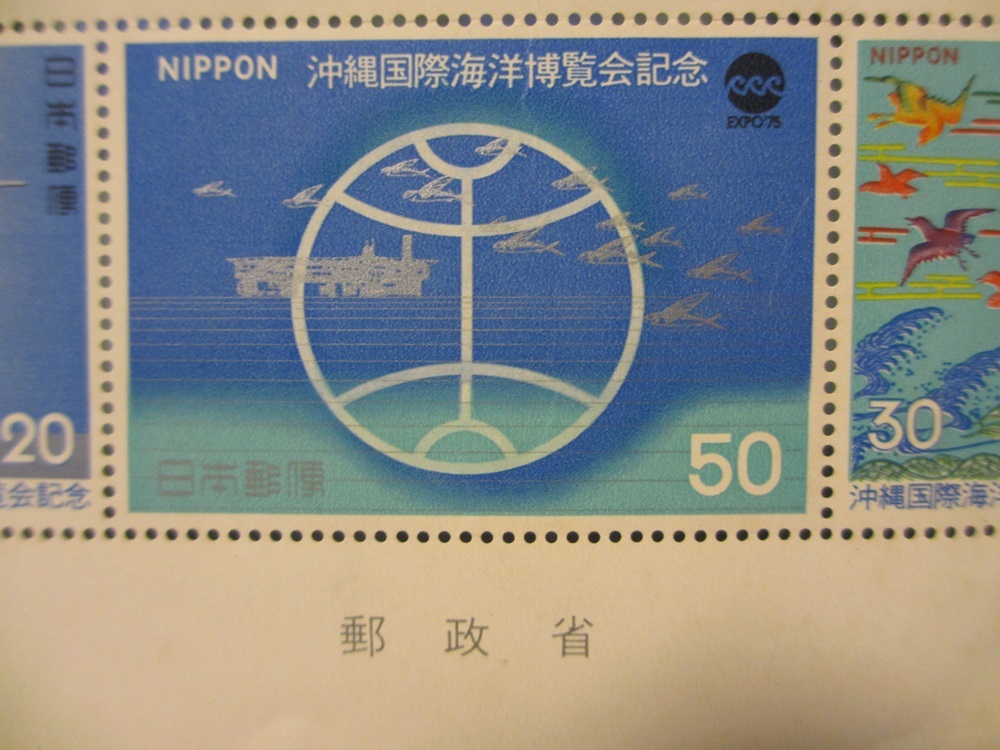 日本郵便
20
覧会記念
NIPPON 沖縄国際海洋博覧会記念
EXPO'75
日本郵便
50
NIPPON
30
沖縄国際海
郵政省